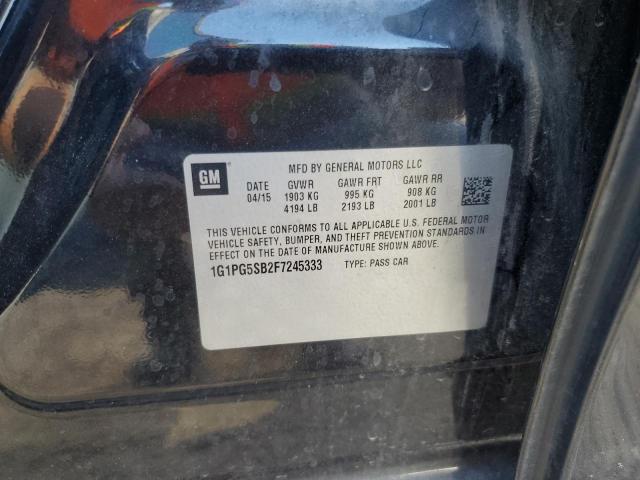 GM
MFD BY GENERAL MOTORS LLC
DATE GVWR GAWR FRT GAWR RR
04/15 1903 KG 995 KG 908 KG
4194 LB 2193 LB 2001 LB
THIS VEHICLE CONFORMS TO ALL APPLICABLE U.S. FEDERAL MOTOR
VEHICLE SAFETY, BUMPER, AND THEFT PREVENTION STANDARDS IN
EFFECT ON THE DATE OF MANUFACTURE SHOWN ABOVE.
1G1PG5SB2F7245333 TYPE: PASS CAR